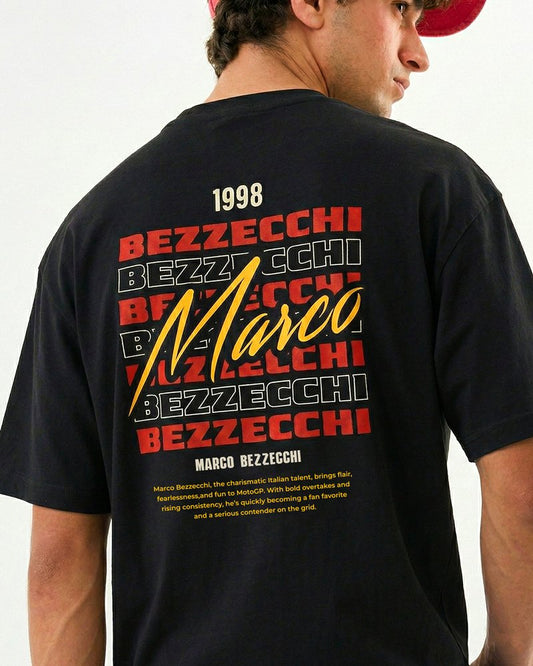 1998
BEZZECCHI
BEZZECCHI
BEZZECCHI
Marco
BEZZECCHI
BEZZECCHI
BEZZECCHI
MARCO BEZZECCHI
Marco Bezzecchi, the charismatic Italian talent, brings flair,
fearlessness,and fun to MotoGP. With bold overtakes and
rising consistency, he's quickly becoming a fan favorite
and a serious contender on the grid.